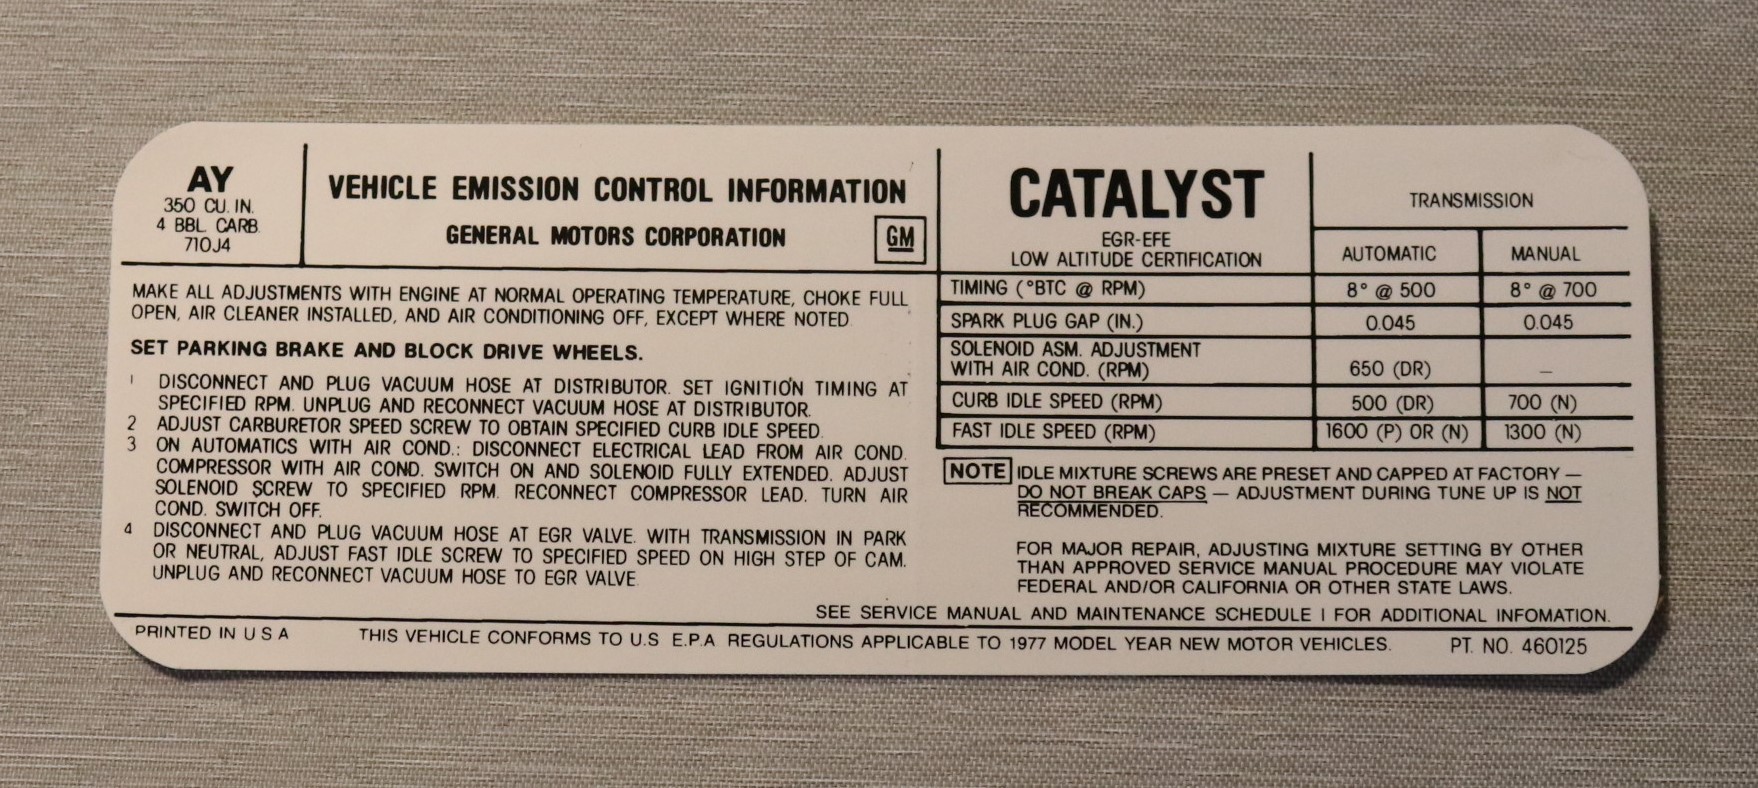 AY
350 CU. IN.
4 BBL. CARB.
710J4
VEHICLE EMISSION CONTROL INFORMATION
GENERAL MOTORS CORPORATION
GM
MAKE ALL ADJUSTMENTS WITH ENGINE AT NORMAL OPERATING TEMPERATURE, CHOKE FULL
OPEN, AIR CLEANER INSTALLED, AND AIR CONDITIONING OFF, EXCEPT WHERE NOTED.
SET PARKING BRAKE AND BLOCK DRIVE WHEELS.
1 DISCONNECT AND PLUG VACUUM HOSE AT DISTRIBUTOR. SET IGNITION TIMING AT
SPECIFIED RPM. UNPLUG AND RECONNECT VACUUM HOSE AT DISTRIBUTOR.
2 ADJUST CARBURETOR SPEED SCREW TO OBTAIN SPECIFIED CURB IDLE SPEED.
3 ON AUTOMATICS WITH AIR COND.: DISCONNECT ELECTRICAL LEAD FROM AIR COND.
COMPRESSOR WITH AIR COND. SWITCH ON AND SOLENOID FULLY EXTENDED. ADJUST
SOLENOID SCREW TO SPECIFIED RPM. RECONNECT COMPRESSOR LEAD. TURN AIR
COND. SWITCH OFF.
4 DISCONNECT AND PLUG VACUUM HOSE AT EGR VALVE. WITH TRANSMISSION IN PARK
OR NEUTRAL, ADJUST FAST IDLE SCREW TO SPECIFIED SPEED ON HIGH STEP OF CAM.
UNPLUG AND RECONNECT VACUUM HOSE TO EGR VALVE.
CATALYST
EGR-EFE
LOW ALTITUDE CERTIFICATION
TRANSMISSION
AUTOMATIC MANUAL
TIMING (°BTC @ RPM) 8° @ 500 8° @ 700
SPARK PLUG GAP (IN.) 0.045 0.045
SOLENOID ASM. ADJUSTMENT
WITH AIR COND. (RPM) 650 (DR) —
CURB IDLE SPEED (RPM) 500 (DR) 700 (N)
FAST IDLE SPEED (RPM) 1600 (P) OR (N) 1300 (N)
NOTE IDLE MIXTURE SCREWS ARE PRESET AND CAPPED AT FACTORY —
DO NOT BREAK CAPS — ADJUSTMENT DURING TUNE UP IS NOT
RECOMMENDED.
FOR MAJOR REPAIR, ADJUSTING MIXTURE SETTING BY OTHER
THAN APPROVED SERVICE MANUAL PROCEDURE MAY VIOLATE
FEDERAL AND/OR CALIFORNIA OR OTHER STATE LAWS.
SEE SERVICE MANUAL AND MAINTENANCE SCHEDULE I FOR ADDITIONAL INFOMATION.
PRINTED IN U S A THIS VEHICLE CONFORMS TO U.S E.P.A REGULATIONS APPLICABLE TO 1977 MODEL YEAR NEW MOTOR VEHICLES. PT. NO. 460125